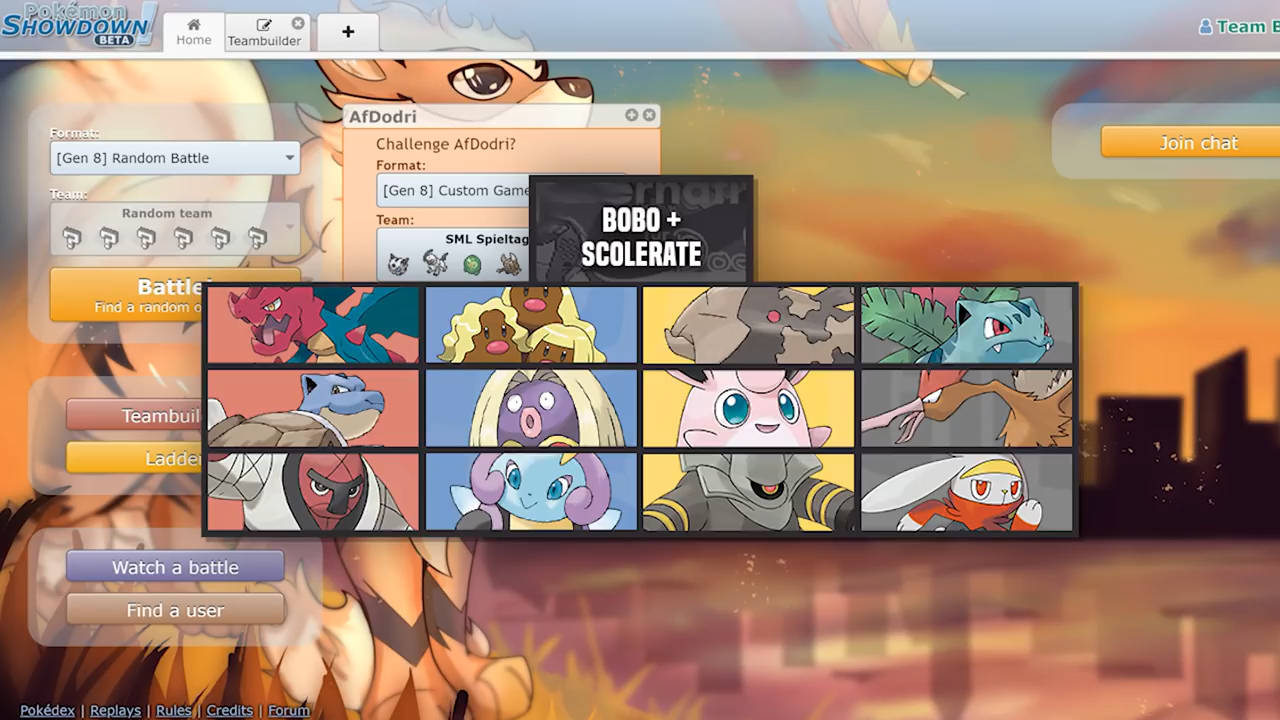 Pokémon
SHOWDOWN!
BETA
Home
Teambuilder
+
Format:
[Gen 8] Random Battle
Team:
Random team
Battle
Find a random
Teambuil
Ladde
Watch a battle
Find a user
Pokédex | Replays | Rules | Credits | Forum
AfDodri
Challenge AfDodri?
Format:
[Gen 8] Custom Game
Team:
SML Spieltag
BOBO +
SCOLERATE
Team
Join chat